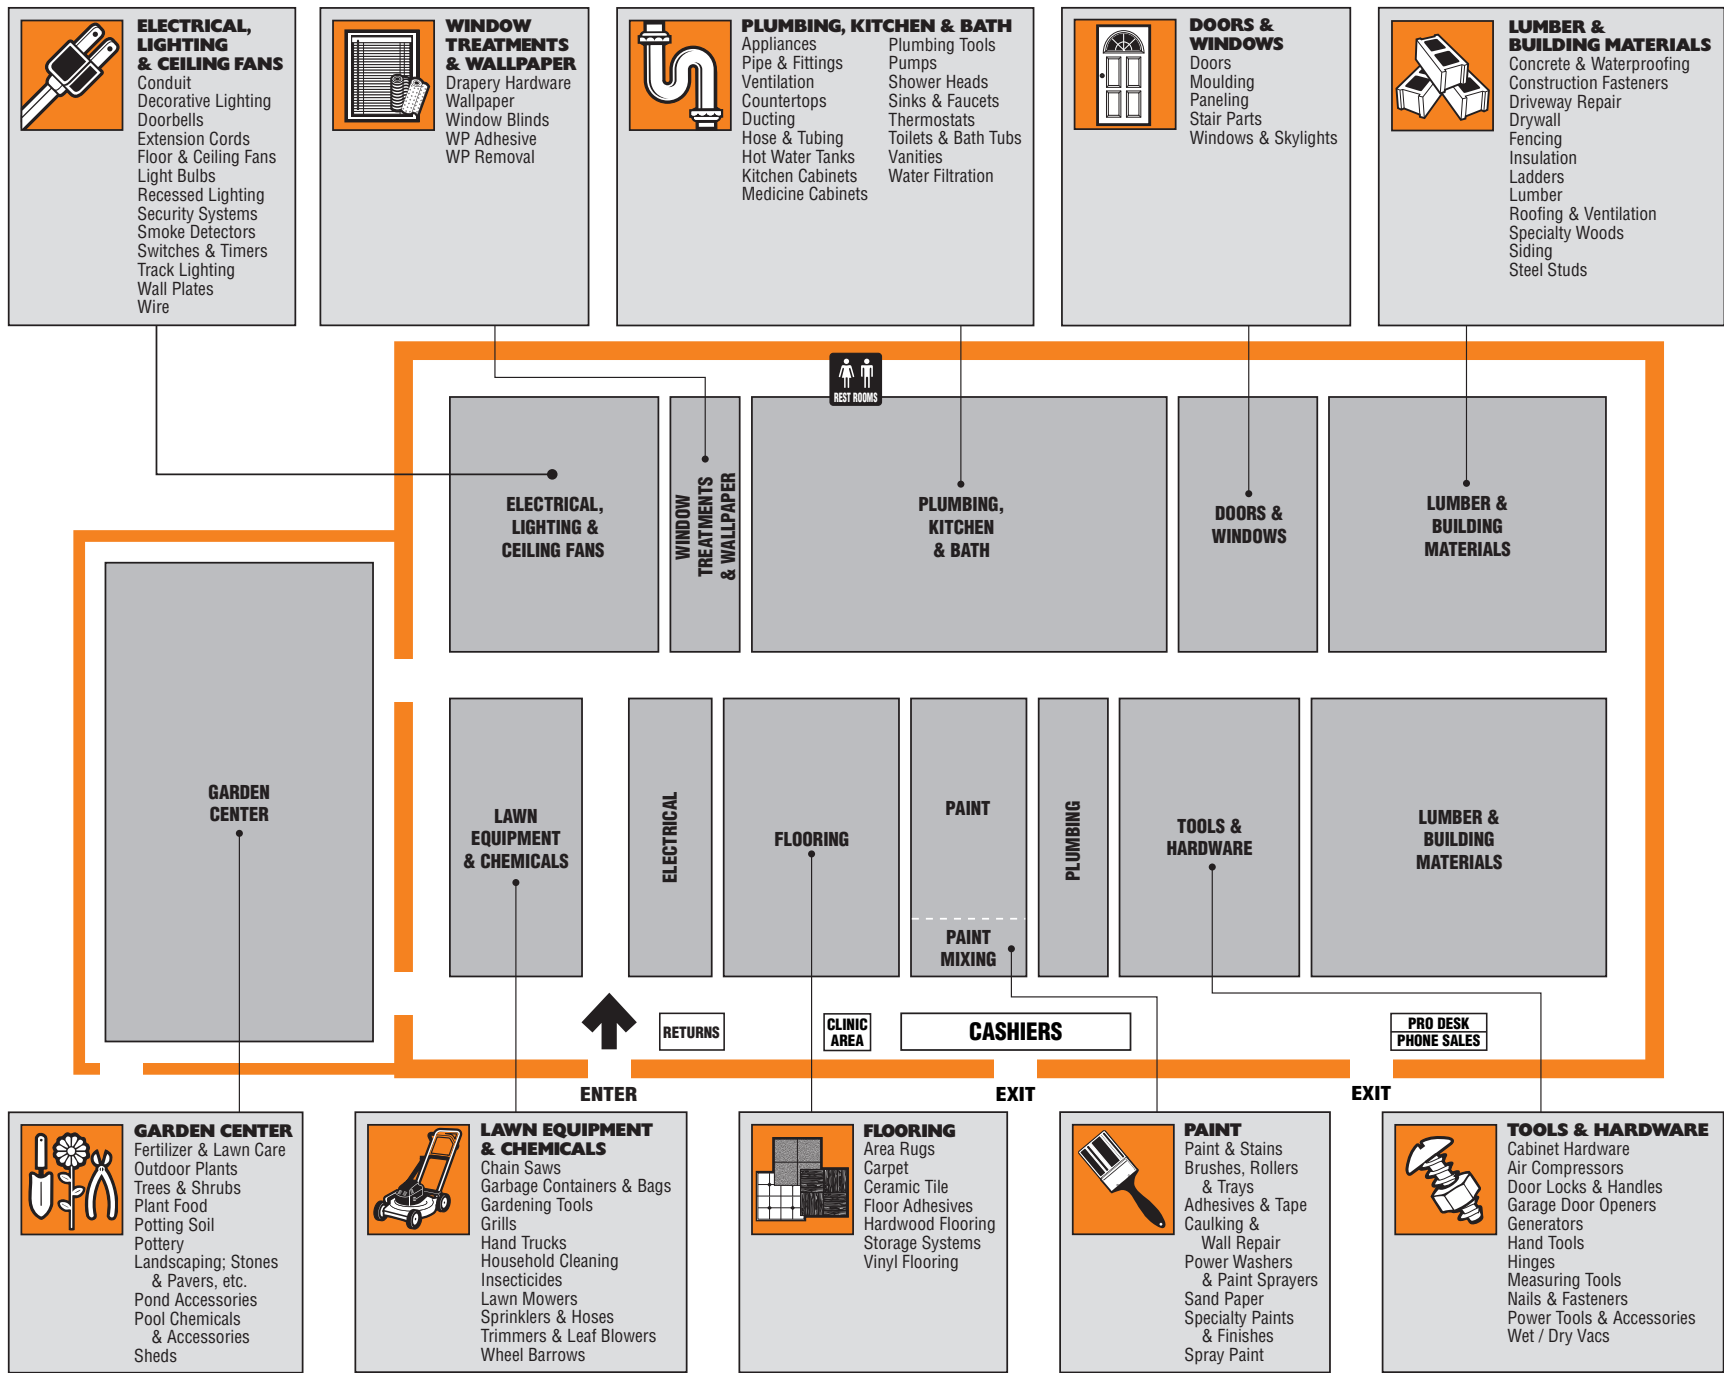 ELECTRICAL,
LIGHTING
& CEILING FANS
Conduit
Decorative Lighting
Doorbells
Extension Cords
Floor & Ceiling Fans
Light Bulbs
Recessed Lighting
Security Systems
Smoke Detectors
Switches & Timers
Track Lighting
Wall Plates
Wire
WINDOW
TREATMENTS
& WALLPAPER
Drapery Hardware
Wallpaper
Window Blinds
WP Adhesive
WP Removal
PLUMBING, KITCHEN & BATH
Appliances
Pipe & Fittings
Ventilation
Countertops
Ducting
Hose & Tubing
Hot Water Tanks
Kitchen Cabinets
Medicine Cabinets
Plumbing Tools
Pumps
Shower Heads
Sinks & Faucets
Thermostats
Toilets & Bath Tubs
Vanities
Water Filtration
DOORS &
WINDOWS
Doors
Moulding
Paneling
Stair Parts
Windows & Skylights
LUMBER &
BUILDING MATERIALS
Concrete & Waterproofing
Construction Fasteners
Driveway Repair
Drywall
Fencing
Insulation
Ladders
Lumber
Roofing & Ventilation
Specialty Woods
Siding
Steel Studs
REST ROOMS
ELECTRICAL,
LIGHTING &
CEILING FANS
WINDOW
TREATMENTS
& WALLPAPER
PLUMBING,
KITCHEN
& BATH
DOORS &
WINDOWS
LUMBER &
BUILDING
MATERIALS
GARDEN
CENTER
LAWN
EQUIPMENT
& CHEMICALS
ELECTRICAL
FLOORING
PAINT
PAINT
MIXING
PLUMBING
TOOLS &
HARDWARE
LUMBER &
BUILDING
MATERIALS
RETURNS
CLINIC
AREA
CASHIERS
PRO DESK
PHONE SALES
ENTER
EXIT
EXIT
GARDEN CENTER
Fertilizer & Lawn Care
Outdoor Plants
Trees & Shrubs
Plant Food
Potting Soil
Pottery
Landscaping; Stones
& Pavers, etc.
Pond Accessories
Pool Chemicals
& Accessories
Sheds
LAWN EQUIPMENT
& CHEMICALS
Chain Saws
Garbage Containers & Bags
Gardening Tools
Grills
Hand Trucks
Household Cleaning
Insecticides
Lawn Mowers
Sprinklers & Hoses
Trimmers & Leaf Blowers
Wheel Barrows
FLOORING
Area Rugs
Carpet
Ceramic Tile
Floor Adhesives
Hardwood Flooring
Storage Systems
Vinyl Flooring
PAINT
Paint & Stains
Brushes, Rollers
& Trays
Adhesives & Tape
Caulking &
Wall Repair
Power Washers
& Paint Sprayers
Sand Paper
Specialty Paints
& Finishes
Spray Paint
TOOLS & HARDWARE
Cabinet Hardware
Air Compressors
Door Locks & Handles
Garage Door Openers
Generators
Hand Tools
Hinges
Measuring Tools
Nails & Fasteners
Power Tools & Accessories
Wet / Dry Vacs